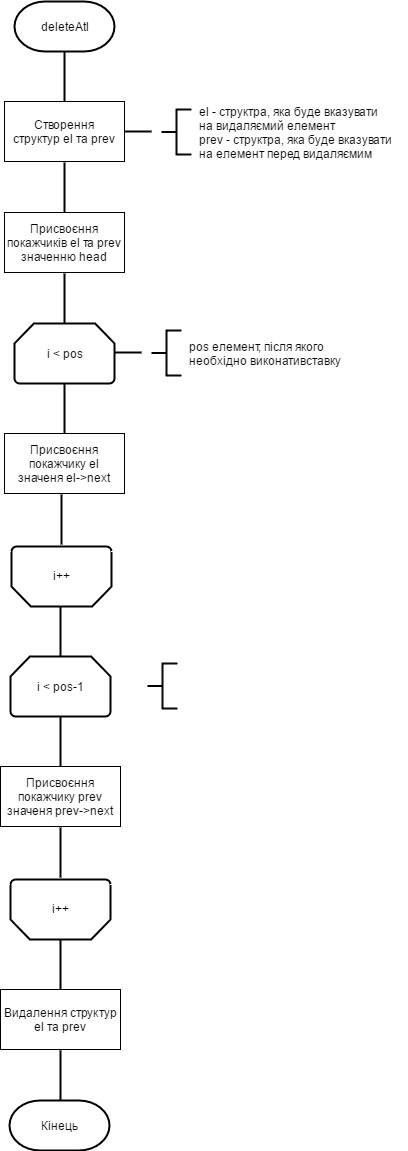 deleteAtI
Створення
структур el та prev
el - структра, яка буде вказувати
на видаляємий елемент
prev - структра, яка буде вказувати
на елемент перед видаляємим
Присвоєння
покажчиків el та prev
значенню head
i < pos
pos елемент, після якого
необхідно виконативставку
Присвоєння
покажчику el
значеня el->next
i++
i < pos-1
Присвоєння
покажчику prev
значеня prev->next
i++
Видалення структур
el та prev
Кінець